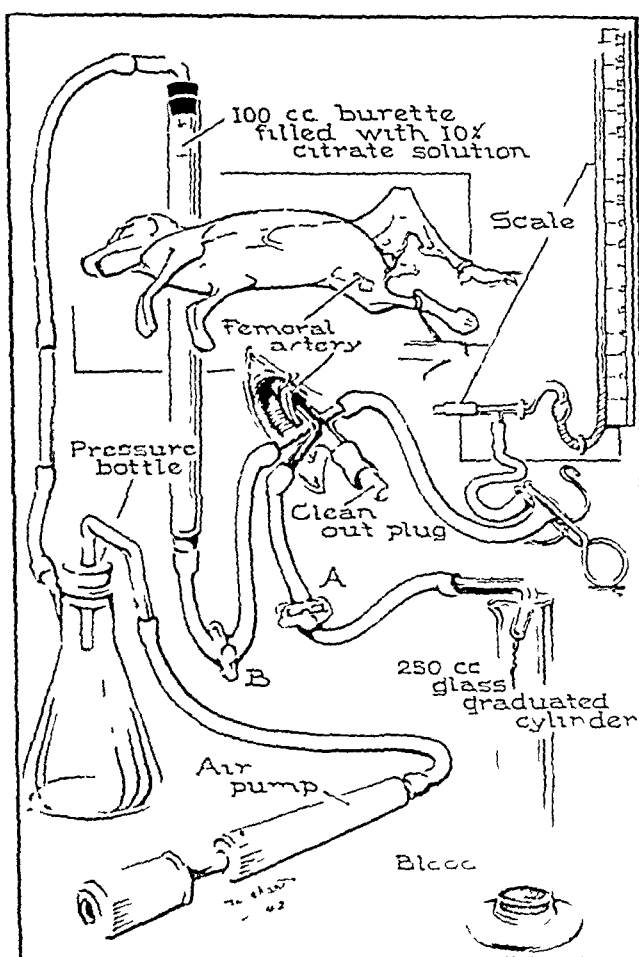 100 cc burette
filled with 10%
citrate solution
Scale
Femoral
artery
Pressure
bottle
Clean
out plug
A
B
250 cc
glass
graduated
cylinder
Air
pump
42